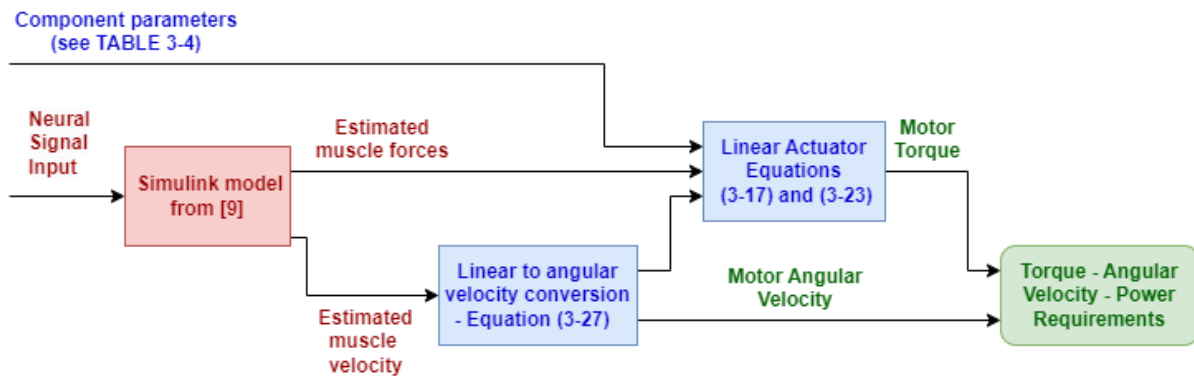 Component parameters
(see TABLE 3-4)
Neural
Signal
Input
Simulink model
from [9]
Estimated
muscle forces
Estimated
muscle
velocity
Linear to angular
velocity conversion
- Equation (3-27)
Linear Actuator
Equations
(3-17) and (3-23)
Motor
Torque
Motor Angular
Velocity
Torque - Angular
Velocity - Power
Requirements